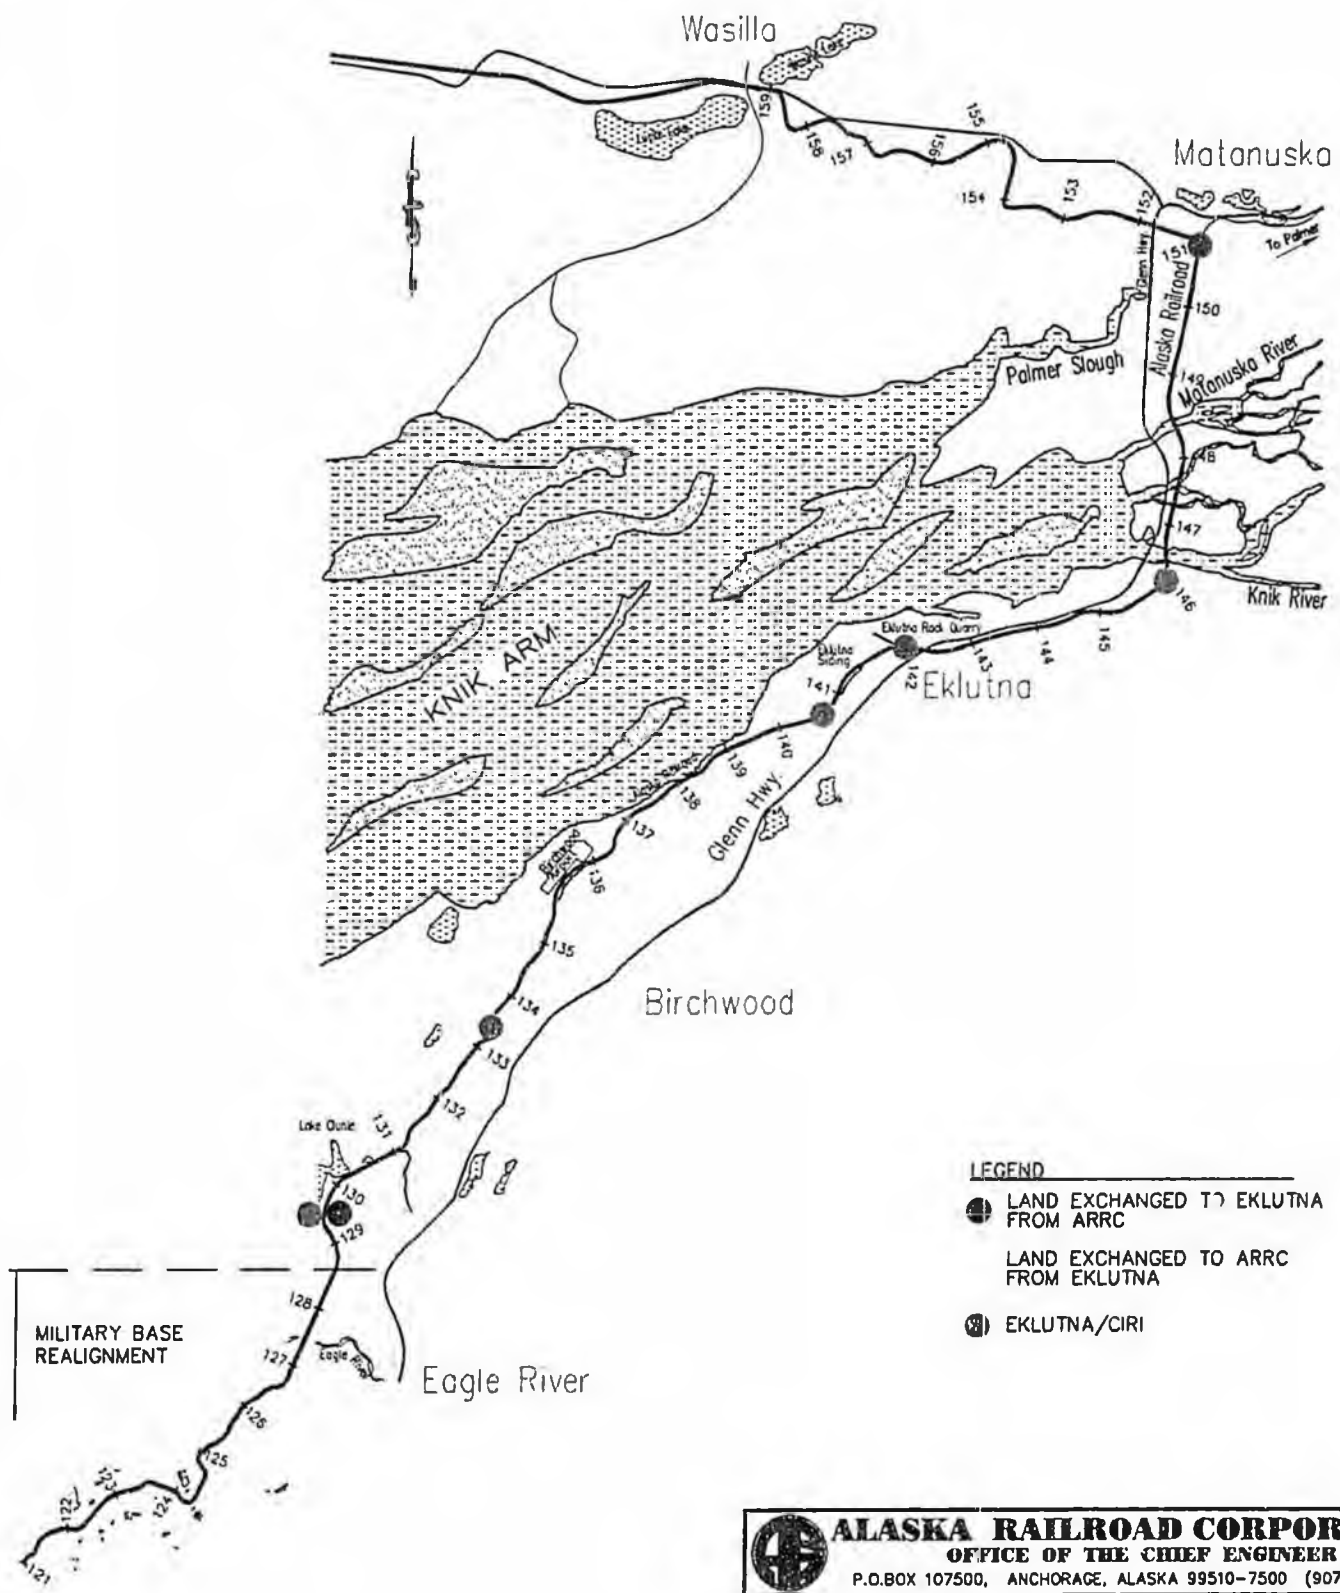 Wasilla
Matanuska
159
158
157
156
155
154
153
152
151
Glenn Hwy.
Alaska Railroad
To Palmer
150
149
Palmer Slough
Matanuska River
148
147
146
Knik River
145
144
143
142
Eklutna Rock Quarry
Eklutna
Siding
Eklutna
141
140
139
138
137
KNIK ARM
Glenn Hwy.
Birchwood
Airport
136
135
134
Birchwood
133
132
131
130
129
128
127
Eagle River
Eagle River
126
125
124
123
122
121
MILITARY BASE
REALIGNMENT
LEGEND
LAND EXCHANGED TO EKLUTNA
FROM ARRC
LAND EXCHANGED TO ARRC
FROM EKLUTNA
EKLUTNA/CIRI
ALASKA RAILROAD CORPOR
OFFICE OF THE CHIEF ENGINEER
P.O.BOX 107500, ANCHORAGE, ALASKA 99510-7500 (907